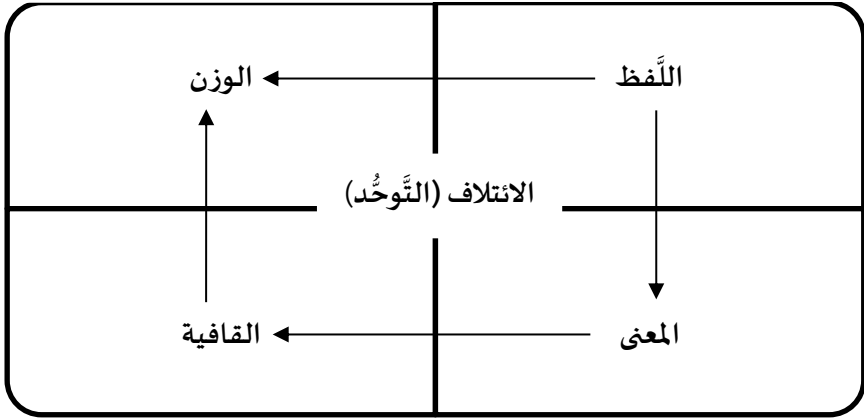 اللَّفظ
الوزن
الائتلاف (التَّوحُّد)
المعنى
القافية